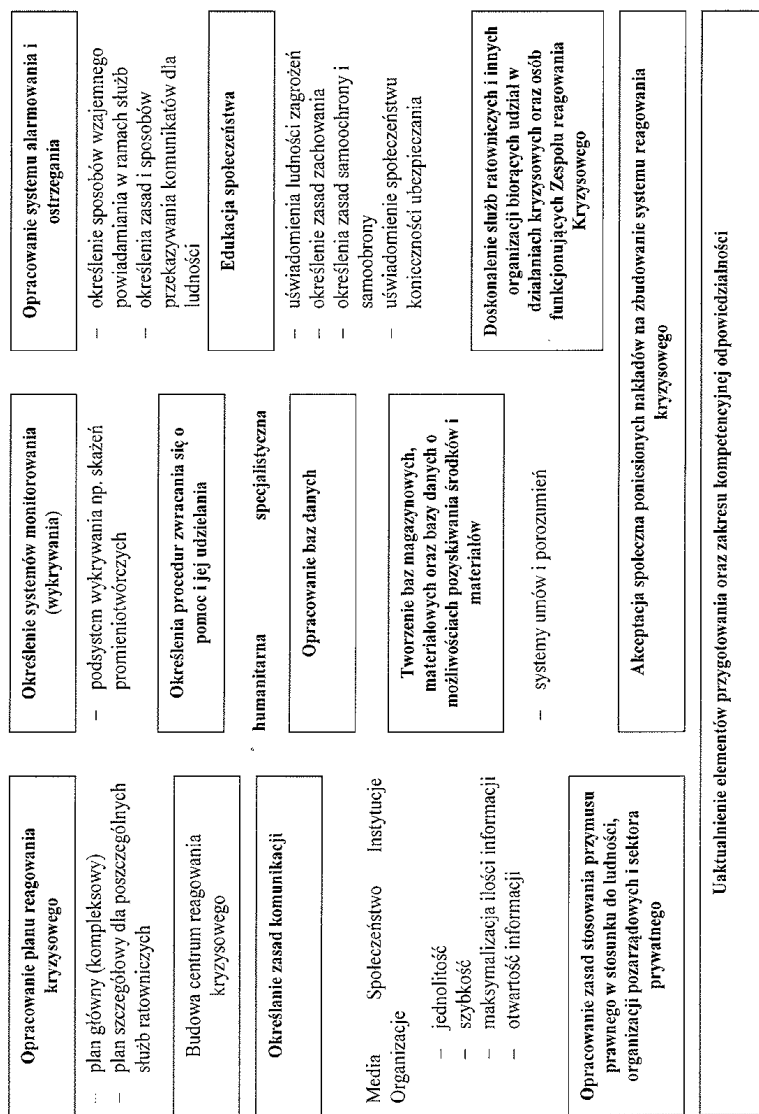 Opracowanie planu reagowania
kryzysowego
– plan główny (kompleksowy)
– plan szczegółowy dla poszczególnych
służb ratowniczych
Budowa centrum reagowania
kryzysowego
Określanie zasad komunikacji
Media Społeczeństwo Instytucje
Organizacje
– jednolitość
– szybkość
– maksymalizacja ilości informacji
– otwartość informacji
Opracowanie zasad stosowania przymusu
prawnego w stosunku do ludności,
organizacji pozarządowych i sektora
prywatnego
Określenie systemów monitorowania
(wykrywania)
– podsystem wykrywania np. skażeń
promieniotwórczych
Określenia procedur zwracania się o
pomoc i jej udzielania
humanitarna specjalistyczna
Opracowanie baz danych
Tworzenie baz magazynowych,
materiałowych oraz bazy danych o
możliwościach pozyskiwania środków i
materiałów
– systemy umów i porozumień
Opracowanie systemu alarmowania i
ostrzegania
– określenie sposobów wzajemnego
powiadamiania w ramach służb
– określenia zasad i sposobów
przekazywania komunikatów dla
ludności
Edukacja społeczeństwa
– uświadomienia ludności zagrożeń
– określenie zasad zachowania
– określenia zasad samoochrony i
samoobrony
– uświadomienie społeczeństwu
konieczności ubezpieczania
Doskonalenie służb ratowniczych i innych
organizacji biorących udział w
działaniach kryzysowych oraz osób
funkcjonujących Zespołu reagowania
Kryzysowego
Akceptacja społeczna poniesionych nakładów na zbudowanie systemu reagowania
kryzysowego
Uaktualnienie elementów przygotowania oraz zakresu kompetencyjnej odpowiedzialności